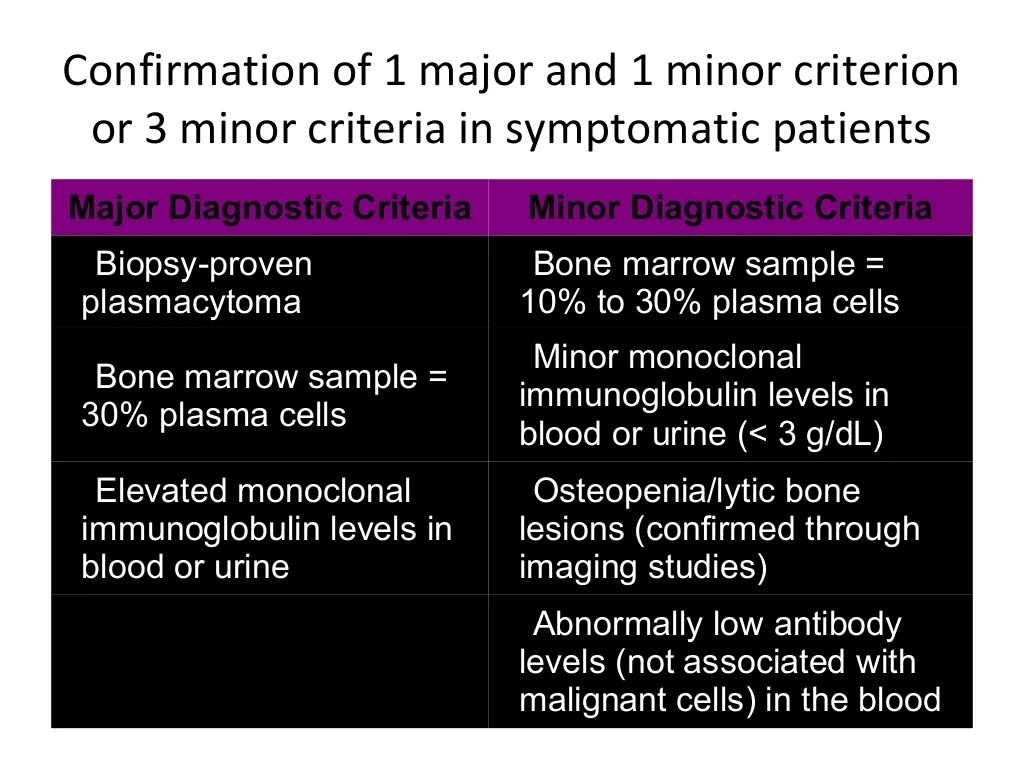 Confirmation of 1 major and 1 minor criterion
or 3 minor criteria in symptomatic patients
Major Diagnostic Criteria
Minor Diagnostic Criteria
Biopsy-proven
plasmacytoma
Bone marrow sample =
10% to 30% plasma cells
Bone marrow sample =
30% plasma cells
Minor monoclonal
immunoglobulin levels in
blood or urine (< 3 g/dL)
Elevated monoclonal
immunoglobulin levels in
blood or urine
Osteopenia/lytic bone
lesions (confirmed through
imaging studies)
Abnormally low antibody
levels (not associated with
malignant cells) in the blood